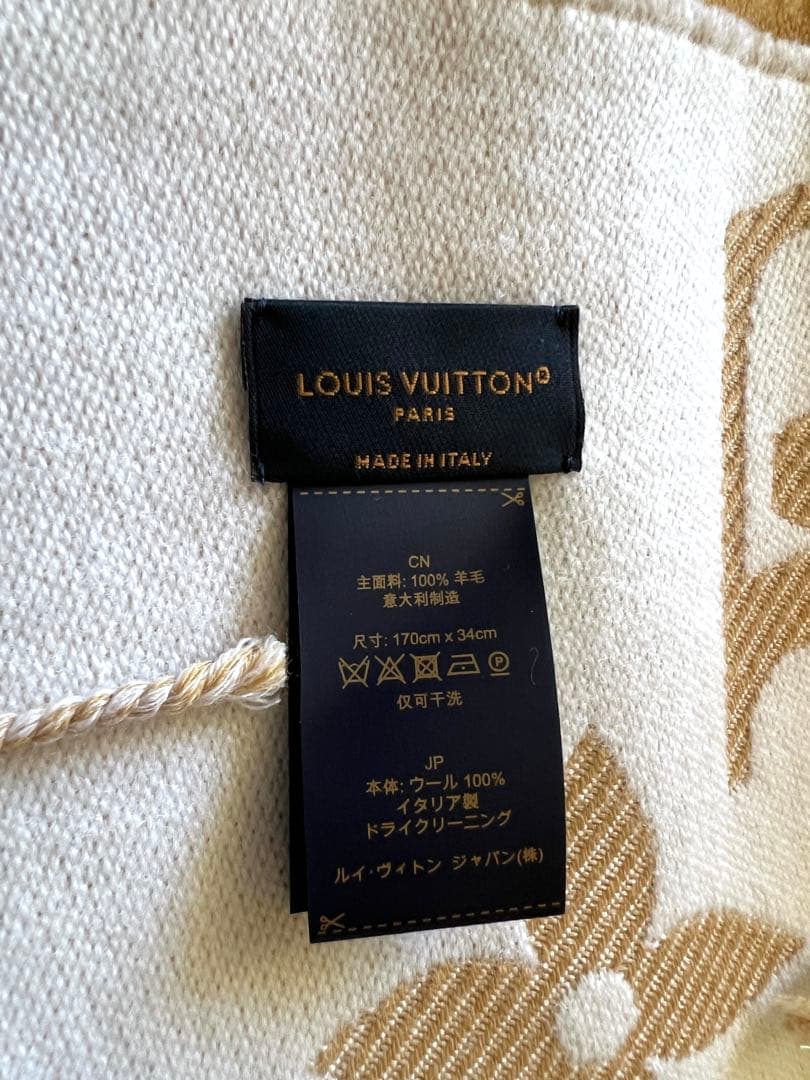 LOUIS VUITTON®
PARIS
MADE IN ITALY
CN
主面料: 100% 羊毛
意大利制造
尺寸: 170cm x 34cm
P
仅可干洗
JP
本体: ウール 100%
イタリア製
ドライクリーニング
ルイ・ヴィトン ジャパン(株)